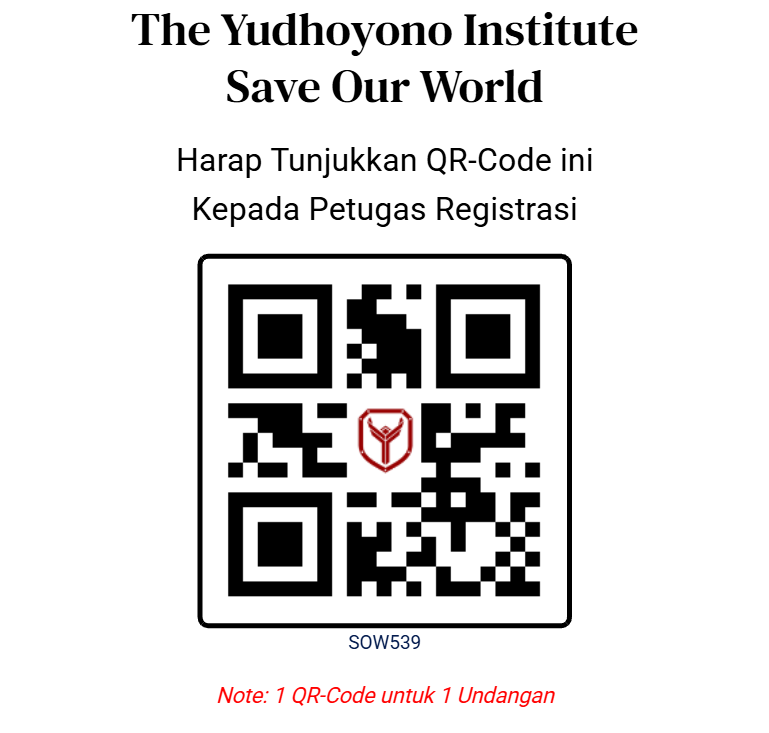 The Yudhoyono Institute
Save Our World
Harap Tunjukkan QR-Code ini
Kepada Petugas Registrasi
SOW539
Note: 1 QR-Code untuk 1 Undangan